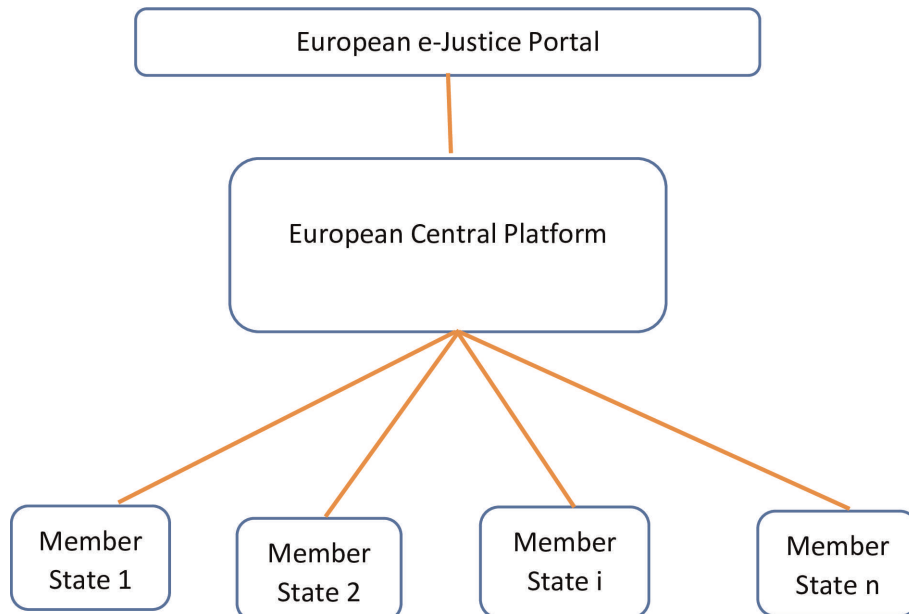 European e-Justice Portal
European Central Platform
Member
State 1
Member
State 2
Member
State i
Member
State n